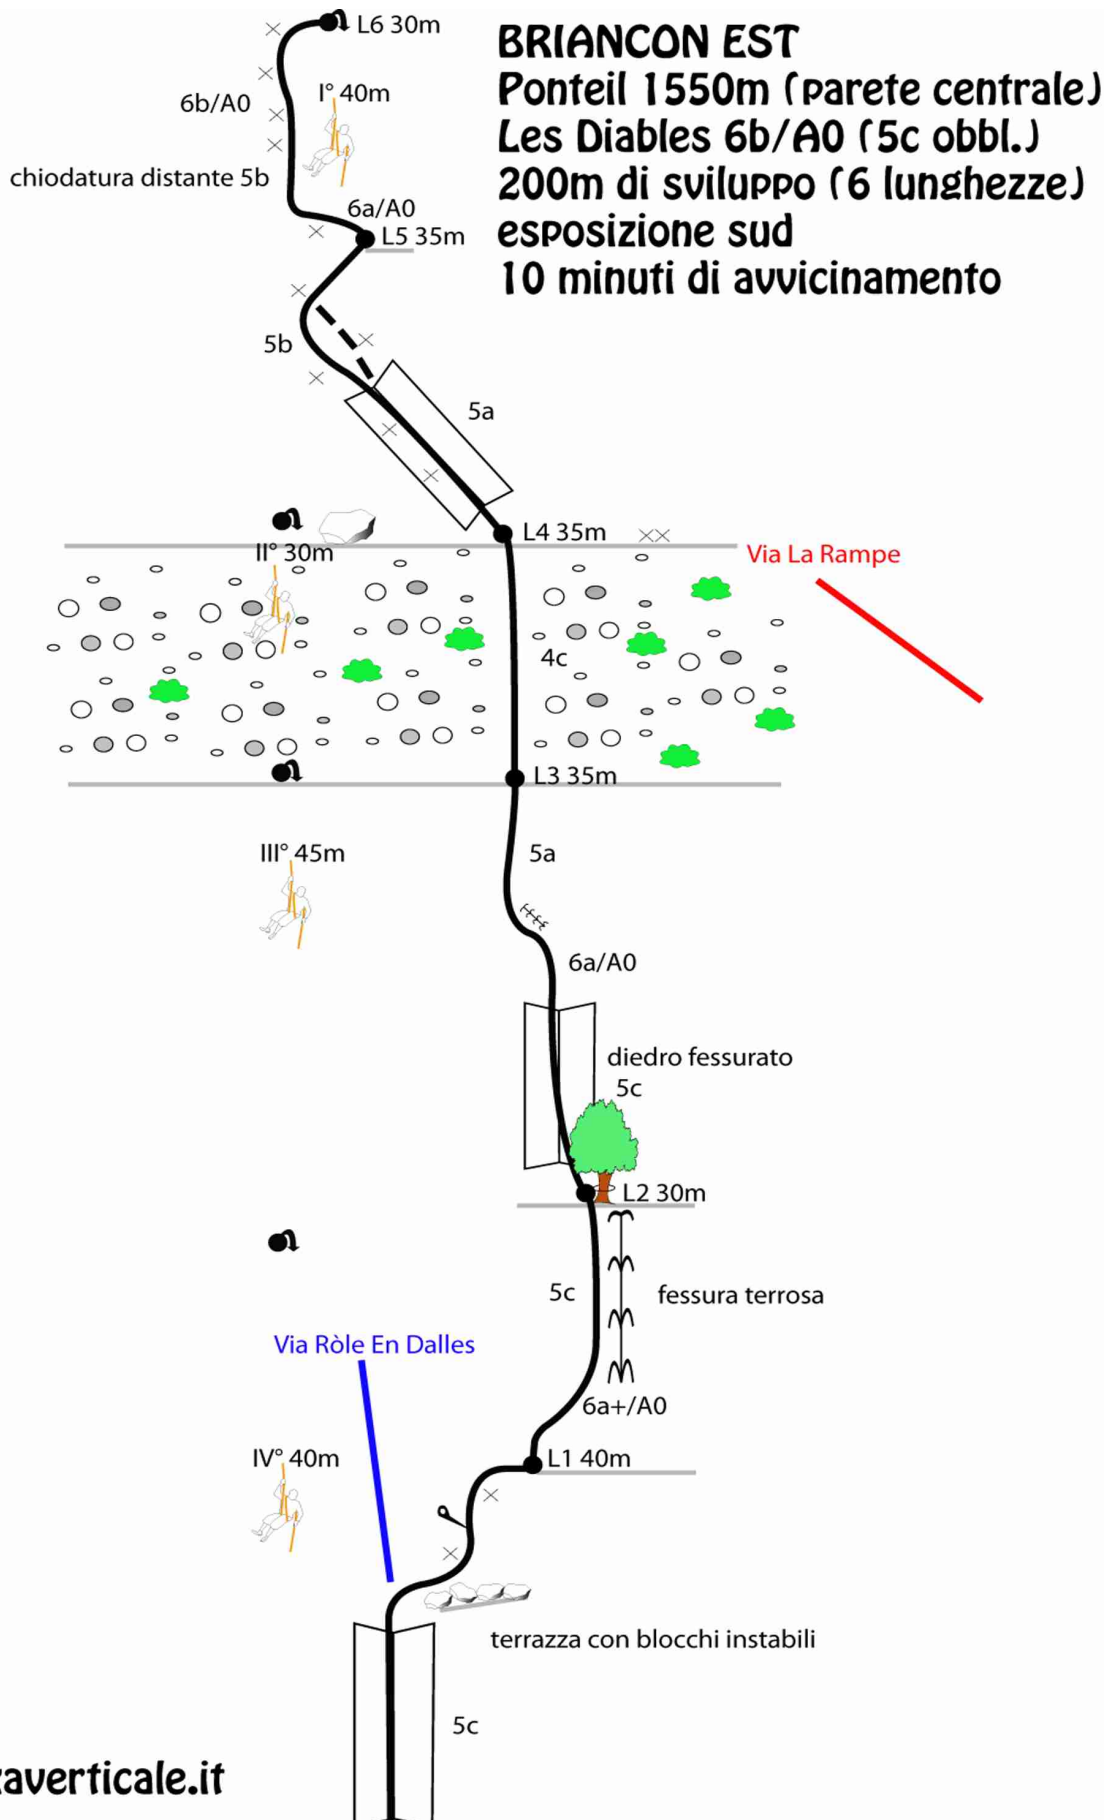 BRIANCON EST
Ponteil 1550m (parete centrale)
Les Diables 6b/A0 (5c obbl.)
200m di sviluppo (6 lunghezze)
esposizione sud
10 minuti di avvicinamento
L6 30m
6b/A0
I° 40m
chiodatura distante 5b
6a/A0
L5 35m
5b
5a
L4 35m
II° 30m
Via La Rampe
4c
L3 35m
III° 45m
5a
6a/A0
diedro fessurato
5c
L2 30m
5c
fessura terrosa
Via Ròle En Dalles
6a+/A0
IV° 40m
L1 40m
terrazza con blocchi instabili
5c
averticale.it